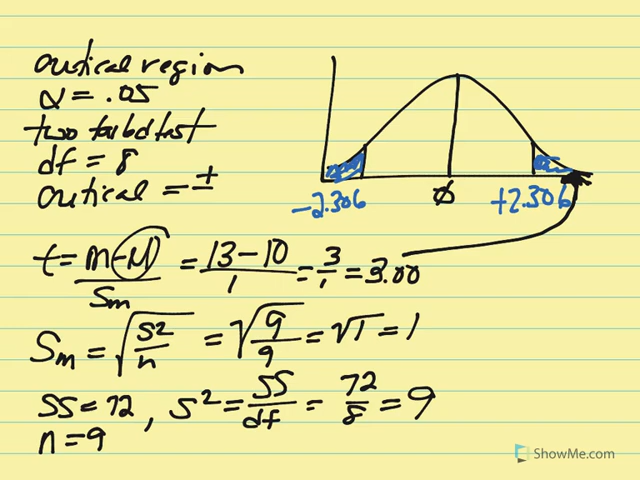 critical region
α = .05
two tailed test
df = 8
critical = ±
-2.306 0 +2.306
t = M - μ / Sm = 13 - 10 / 1 = 3 / 1 = 3.00
Sm = √ S² / n = √ 9 / 9 = √1 = 1
SS = 72, S² = SS / df = 72 / 8 = 9
n = 9
ShowMe.com